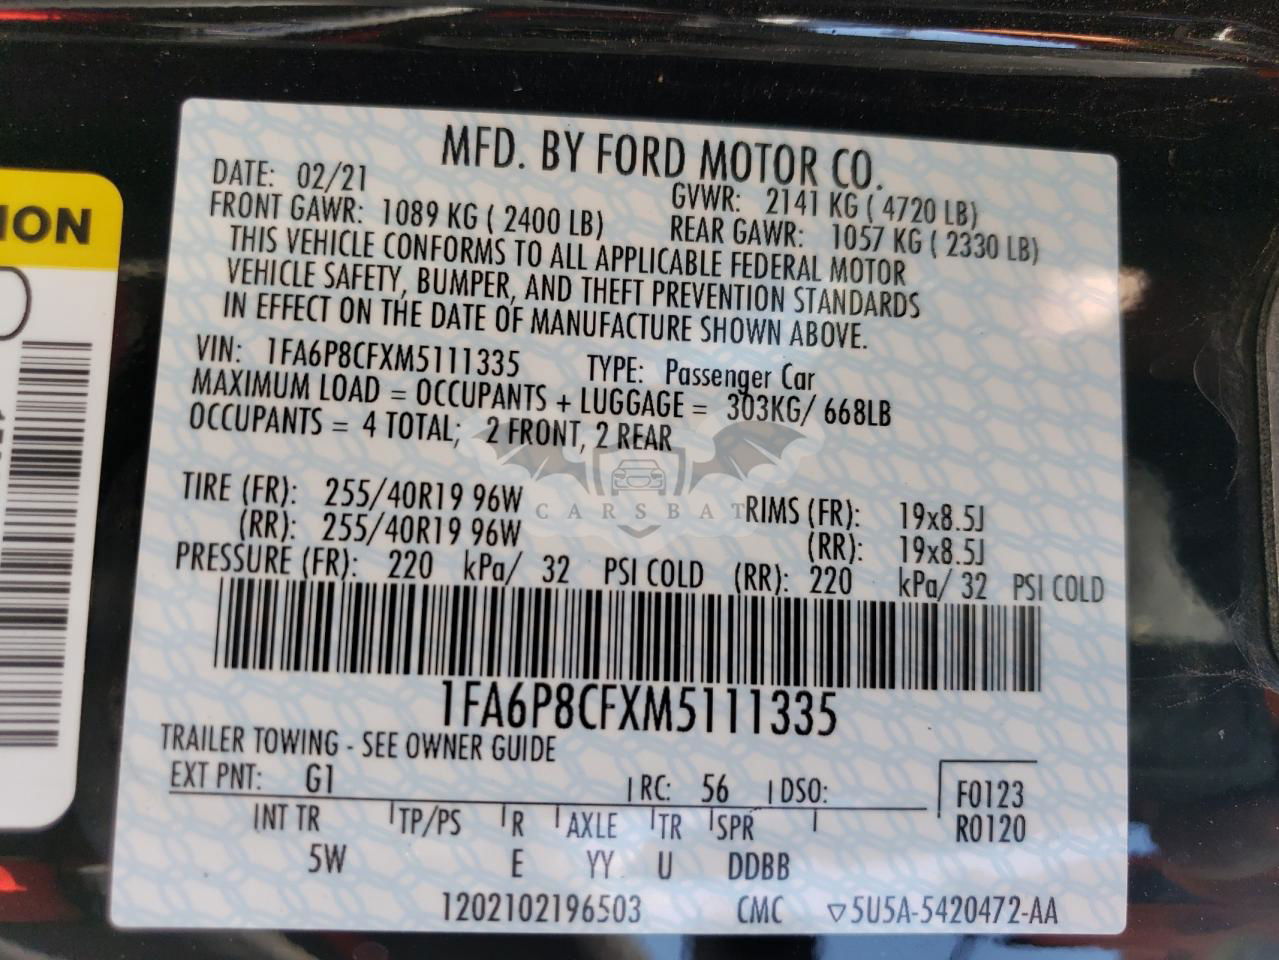 MFD. BY FORD MOTOR CO.
DATE: 02/21 GVWR: 2141 KG ( 4720 LB)
FRONT GAWR: 1089 KG ( 2400 LB) REAR GAWR: 1057 KG ( 2330 LB)
THIS VEHICLE CONFORMS TO ALL APPLICABLE FEDERAL MOTOR
VEHICLE SAFETY, BUMPER, AND THEFT PREVENTION STANDARDS
IN EFFECT ON THE DATE OF MANUFACTURE SHOWN ABOVE.
VIN: 1FA6P8CFXM5111335 TYPE: Passenger Car
MAXIMUM LOAD = OCCUPANTS + LUGGAGE = 303KG/ 668LB
OCCUPANTS = 4 TOTAL; 2 FRONT, 2 REAR
TIRE (FR): 255/40R19 96W RIMS (FR): 19x8.5J
(RR): 255/40R19 96W (RR): 19x8.5J
PRESSURE (FR): 220 kPa/ 32 PSI COLD (RR): 220 kPa/ 32 PSI COLD
1FA6P8CFXM5111335
TRAILER TOWING - SEE OWNER GUIDE
EXT PNT: G1 RC: 56 DSO: F0123
INT TR TP/PS R AXLE TR SPR R0120
5W E YY U DDBB
1202102196503 CMC ▽5U5A-5420472-AA
ION
CARSBAT